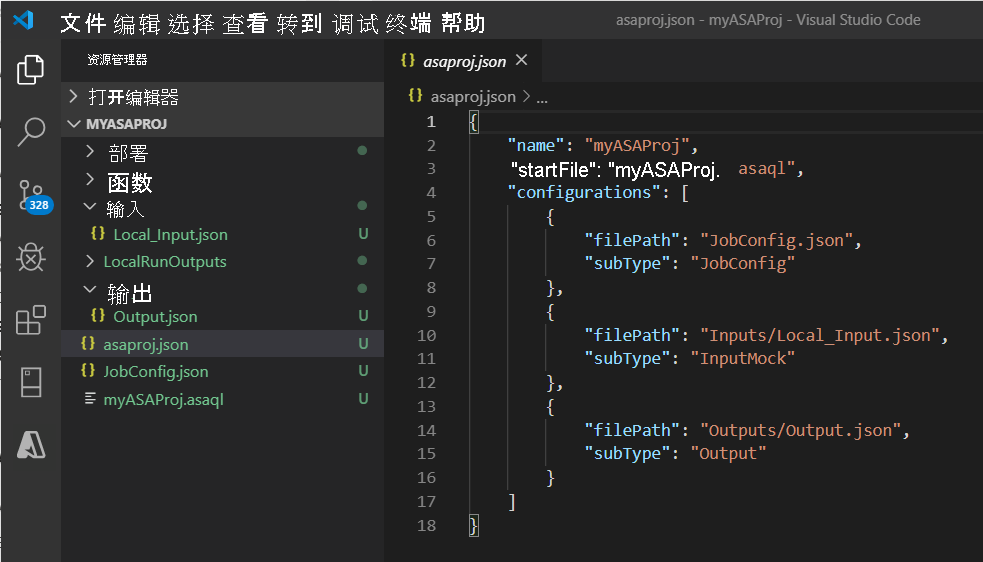 文件 编辑 选择 查看 转到 调试 终端 帮助
asaproj.json - myASAProj - Visual Studio Code
资源管理器
打开编辑器
MYASAPROJ
部署
函数
输入
{} Local_Input.json U
LocalRunOutputs
输出
{} Output.json U
{} asaproj.json U
{} JobConfig.json U
myASAProj.asaql U
328
{} asaproj.json ×
{} asaproj.json > ...
1 {
2 "name": "myASAProj",
3 "startFile": "myASAProj. asaql",
4 "configurations": [
5 {
6 "filePath": "JobConfig.json",
7 "subType": "JobConfig"
8 },
9 {
10 "filePath": "Inputs/Local_Input.json",
11 "subType": "InputMock"
12 },
13 {
14 "filePath": "Outputs/Output.json",
15 "subType": "Output"
16 }
17 ]
18 }